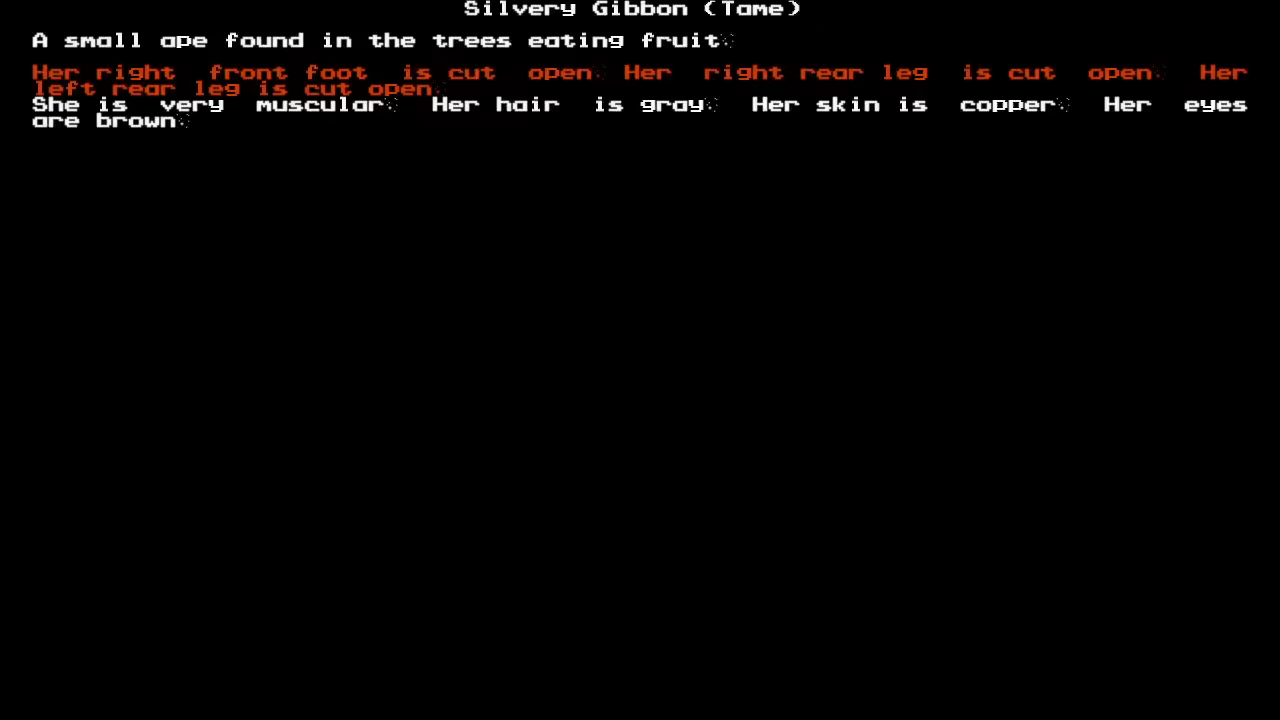 Silvery Gibbon (Tame)
A small ape found in the trees eating fruit.
Her right front foot is cut open. Her right rear leg is cut open. Her
left rear leg is cut open.
She is very muscular. Her hair is gray. Her skin is copper. Her eyes
are brown.